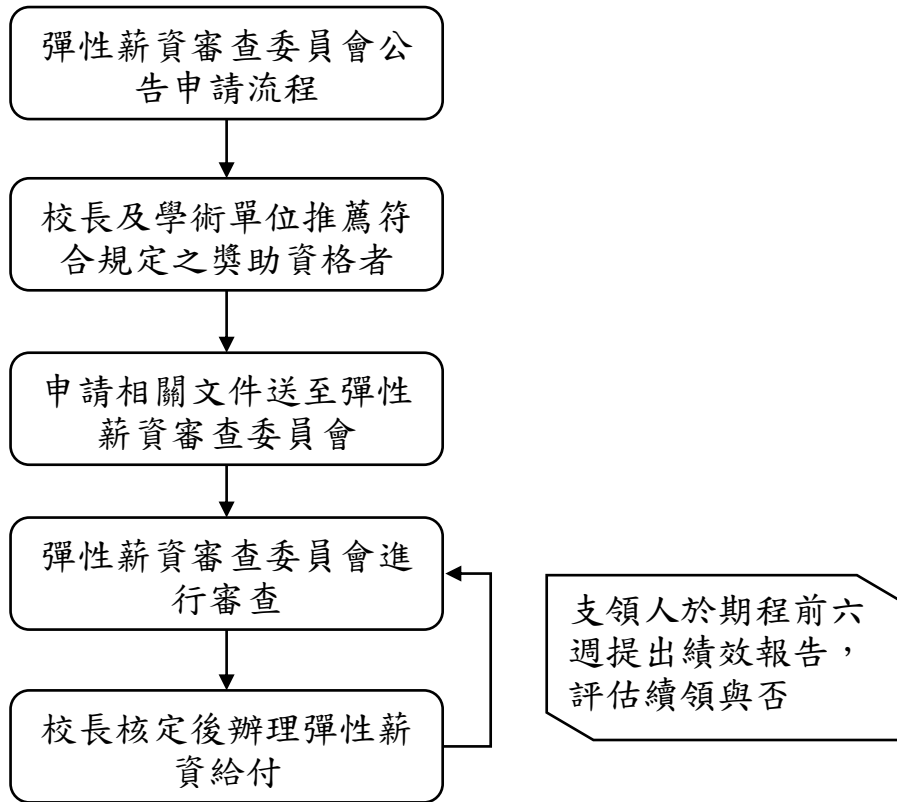 彈性薪資審查委員會公
告申請流程
校長及學術單位推薦符
合規定之獎助資格者
申請相關文件送至彈性
薪資審查委員會
彈性薪資審查委員會進
行審查
支領人於期程前六
週提出績效報告，
評估續領與否
校長核定後辦理彈性薪
資給付